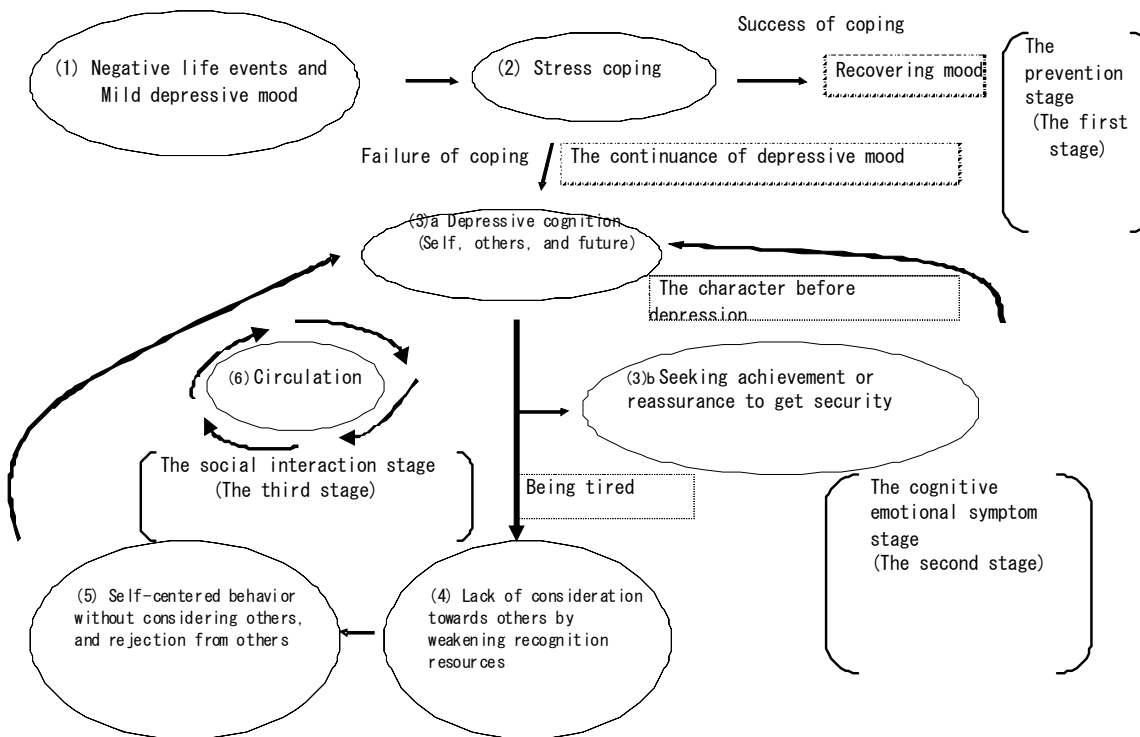 Success of coping
(1) Negative life events and
Mild depressive mood
(2) Stress coping
Recovering mood
The
prevention
stage
(The first
stage)
Failure of coping
The continuance of depressive mood
(3)a Depressive cognition
(Self, others, and future)
The character before
depression
(6) Circulation
(3)b Seeking achievement or
reassurance to get security
The social interaction stage
(The third stage)
Being tired
The cognitive
emotional symptom
stage
(The second stage)
(5) Self-centered behavior
without considering others,
and rejection from others
(4) Lack of consideration
towards others by
weakening recognition
resources